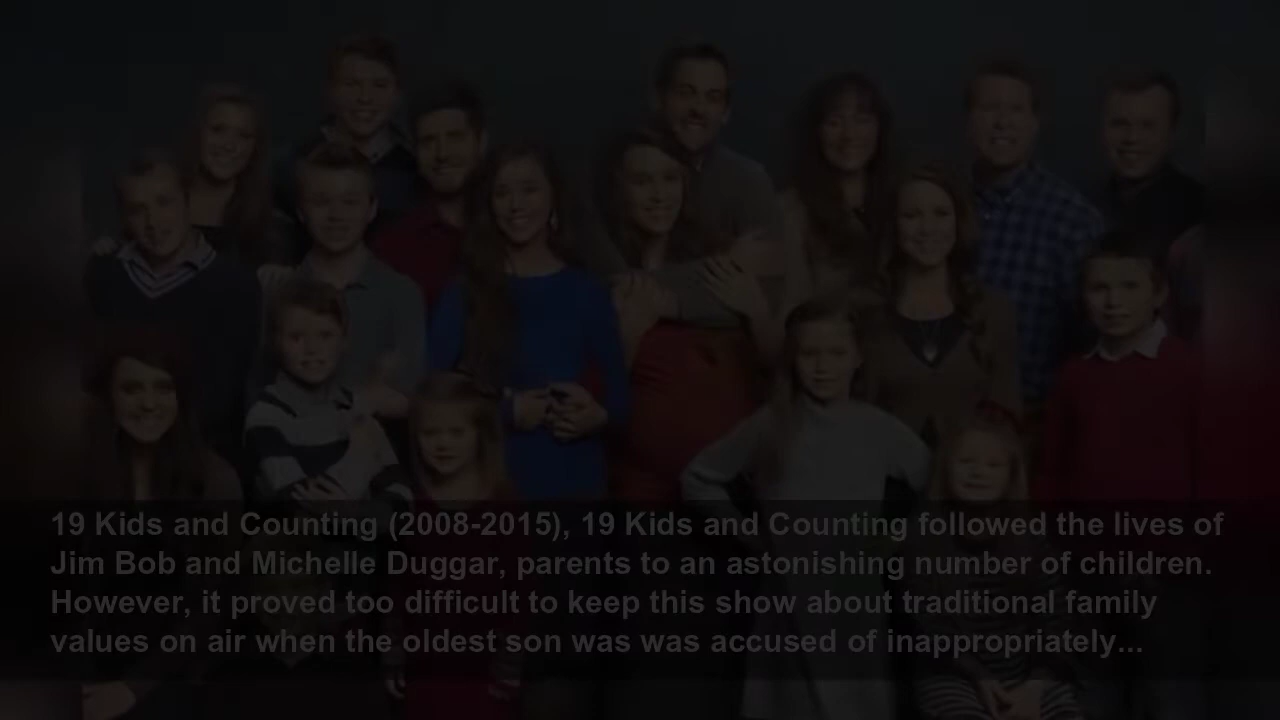 19 Kids and Counting (2008-2015), 19 Kids and Counting followed the lives of
Jim Bob and Michelle Duggar, parents to an astonishing number of children.
However, it proved too difficult to keep this show about traditional family
values on air when the oldest son was was accused of inappropriately...